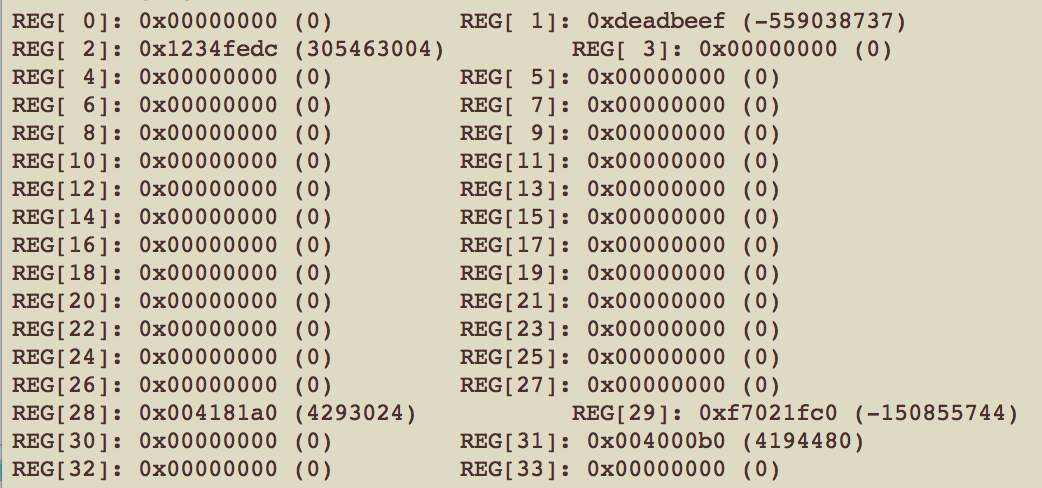 REG[ 0]: 0x00000000 (0) REG[ 1]: 0xdeadbeef (-559038737)
REG[ 2]: 0x1234fedc (305463004) REG[ 3]: 0x00000000 (0)
REG[ 4]: 0x00000000 (0) REG[ 5]: 0x00000000 (0)
REG[ 6]: 0x00000000 (0) REG[ 7]: 0x00000000 (0)
REG[ 8]: 0x00000000 (0) REG[ 9]: 0x00000000 (0)
REG[10]: 0x00000000 (0) REG[11]: 0x00000000 (0)
REG[12]: 0x00000000 (0) REG[13]: 0x00000000 (0)
REG[14]: 0x00000000 (0) REG[15]: 0x00000000 (0)
REG[16]: 0x00000000 (0) REG[17]: 0x00000000 (0)
REG[18]: 0x00000000 (0) REG[19]: 0x00000000 (0)
REG[20]: 0x00000000 (0) REG[21]: 0x00000000 (0)
REG[22]: 0x00000000 (0) REG[23]: 0x00000000 (0)
REG[24]: 0x00000000 (0) REG[25]: 0x00000000 (0)
REG[26]: 0x00000000 (0) REG[27]: 0x00000000 (0)
REG[28]: 0x004181a0 (4293024) REG[29]: 0xf7021fc0 (-150855744)
REG[30]: 0x00000000 (0) REG[31]: 0x004000b0 (4194480)
REG[32]: 0x00000000 (0) REG[33]: 0x00000000 (0)